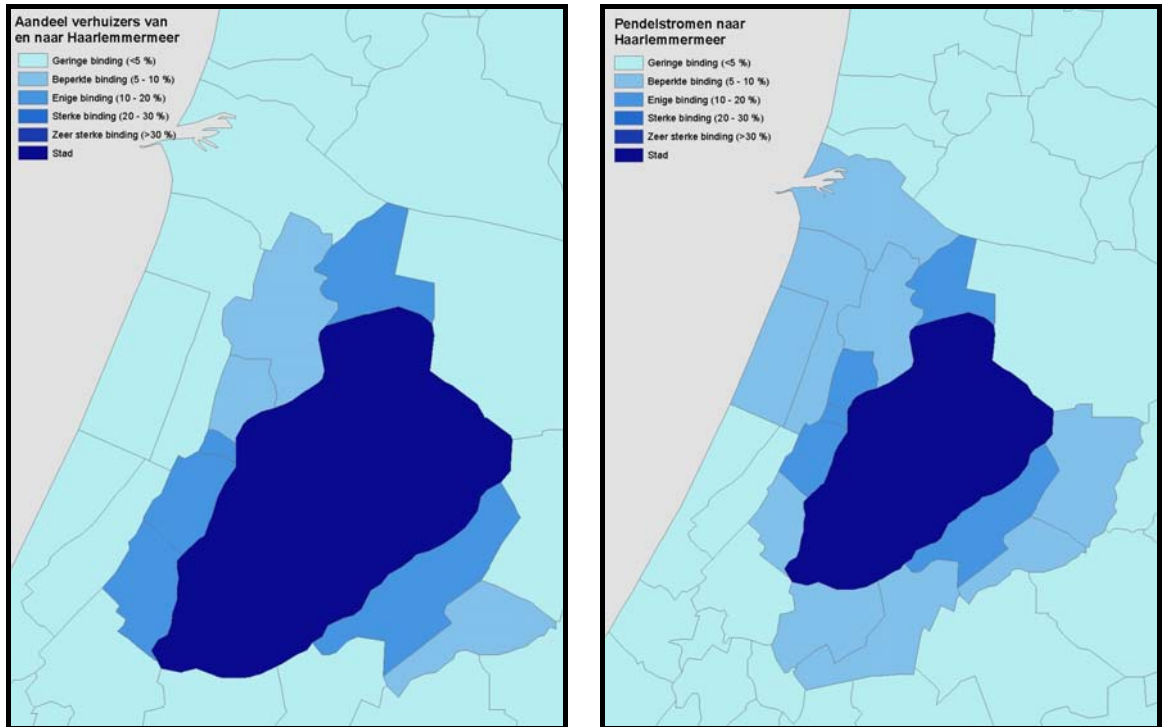 Aandeel verhuizers van
en naar Haarlemmermeer
Geringe binding (<5 %)
Beperkte binding (5 - 10 %)
Enige binding (10 - 20 %)
Sterke binding (20 - 30 %)
Zeer sterke binding (>30 %)
Stad
Pendelstromen naar
Haarlemmermeer
Geringe binding (<5 %)
Beperkte binding (5 - 10 %)
Enige binding (10 - 20 %)
Sterke binding (20 - 30 %)
Zeer sterke binding (>30 %)
Stad